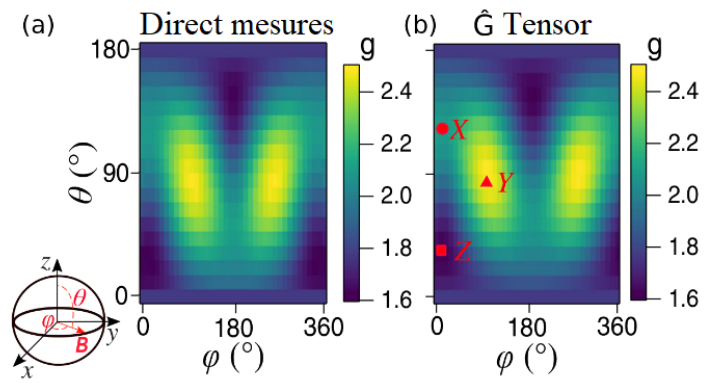 (a) Direct mesures
(b) Ĝ Tensor
g
g
180
90
0
θ (°)
2.4
2.2
2.0
1.8
1.6
2.4
2.2
2.0
1.8
1.6
X
Y
Z
0 180 360
φ (°)
0 180 360
φ (°)
z
θ
φ
B
y
x